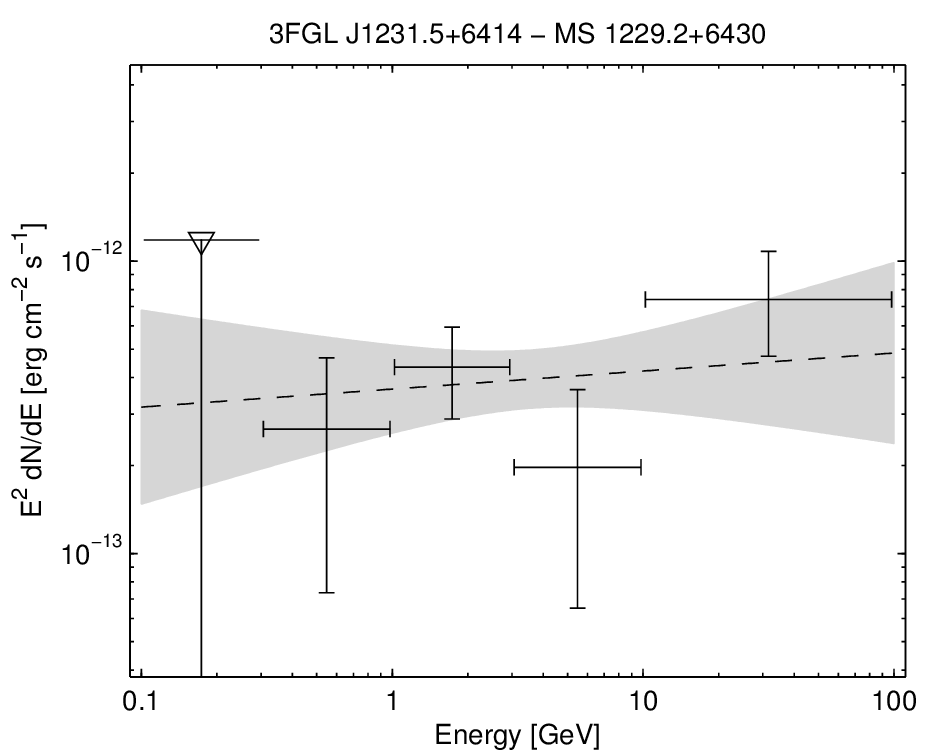 3FGL J1231.5+6414 − MS 1229.2+6430
E² dN/dE [erg cm⁻² s⁻¹]
10⁻¹²
10⁻¹³
0.1 1 10 100
Energy [GeV]